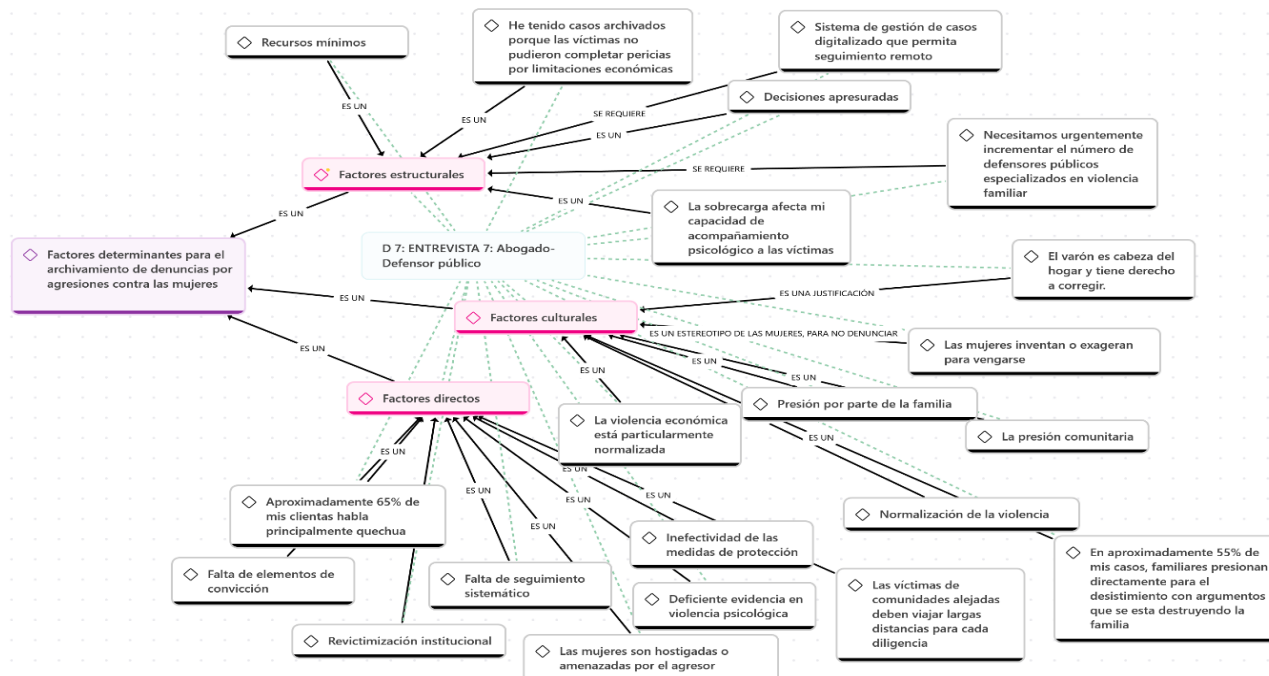 Recursos mínimos
He tenido casos archivados
porque las víctimas no
pudieron completar pericias
por limitaciones económicas
Sistema de gestión de casos
digitalizado que permita
seguimiento remoto
Decisiones apresuradas
ES UN
ES UN
SE REQUIERE
ES UN
Necesitamos urgentemente
incrementar el número de
defensores públicos
especializados en violencia
familiar
Factores estructurales
SE REQUIERE
ES UN
ES UN
La sobrecarga afecta mi
capacidad de
acompañamiento
psicológico a las víctimas
Factores determinantes para el
archivamiento de denuncias por
agresiones contra las mujeres
D 7: ENTREVISTA 7: Abogado-
Defensor público
El varón es cabeza del
hogar y tiene derecho
a corregir.
ES UNA JUSTIFICACIÓN
ES UN
Factores culturales
ES UN ESTEREOTIPO DE LAS MUJERES, PARA NO DENUNCIAR
Las mujeres inventan o exageran
para vengarse
ES UN
ES UN
ES UN
ES UN
Factores directos
Presión por parte de la familia
La violencia económica
está particularmente
normalizada
La presión comunitaria
ES UN
ES UN
ES UN
ES UN
ES UN
ES UN
ES UN
Aproximadamente 65% de
mis clientas habla
principalmente quechua
Normalización de la violencia
Inefectividad de las
medidas de protección
En aproximadamente 55% de
mis casos, familiares presionan
directamente para el
desistimiento con argumentos
que se esta destruyendo la
familia
Falta de elementos de
convicción
Falta de seguimiento
sistemático
Deficiente evidencia en
violencia psicológica
Las víctimas de
comunidades alejadas
deben viajar largas
distancias para cada
diligencia
Revictimización institucional
Las mujeres son hostigadas o
amenazadas por el agresor